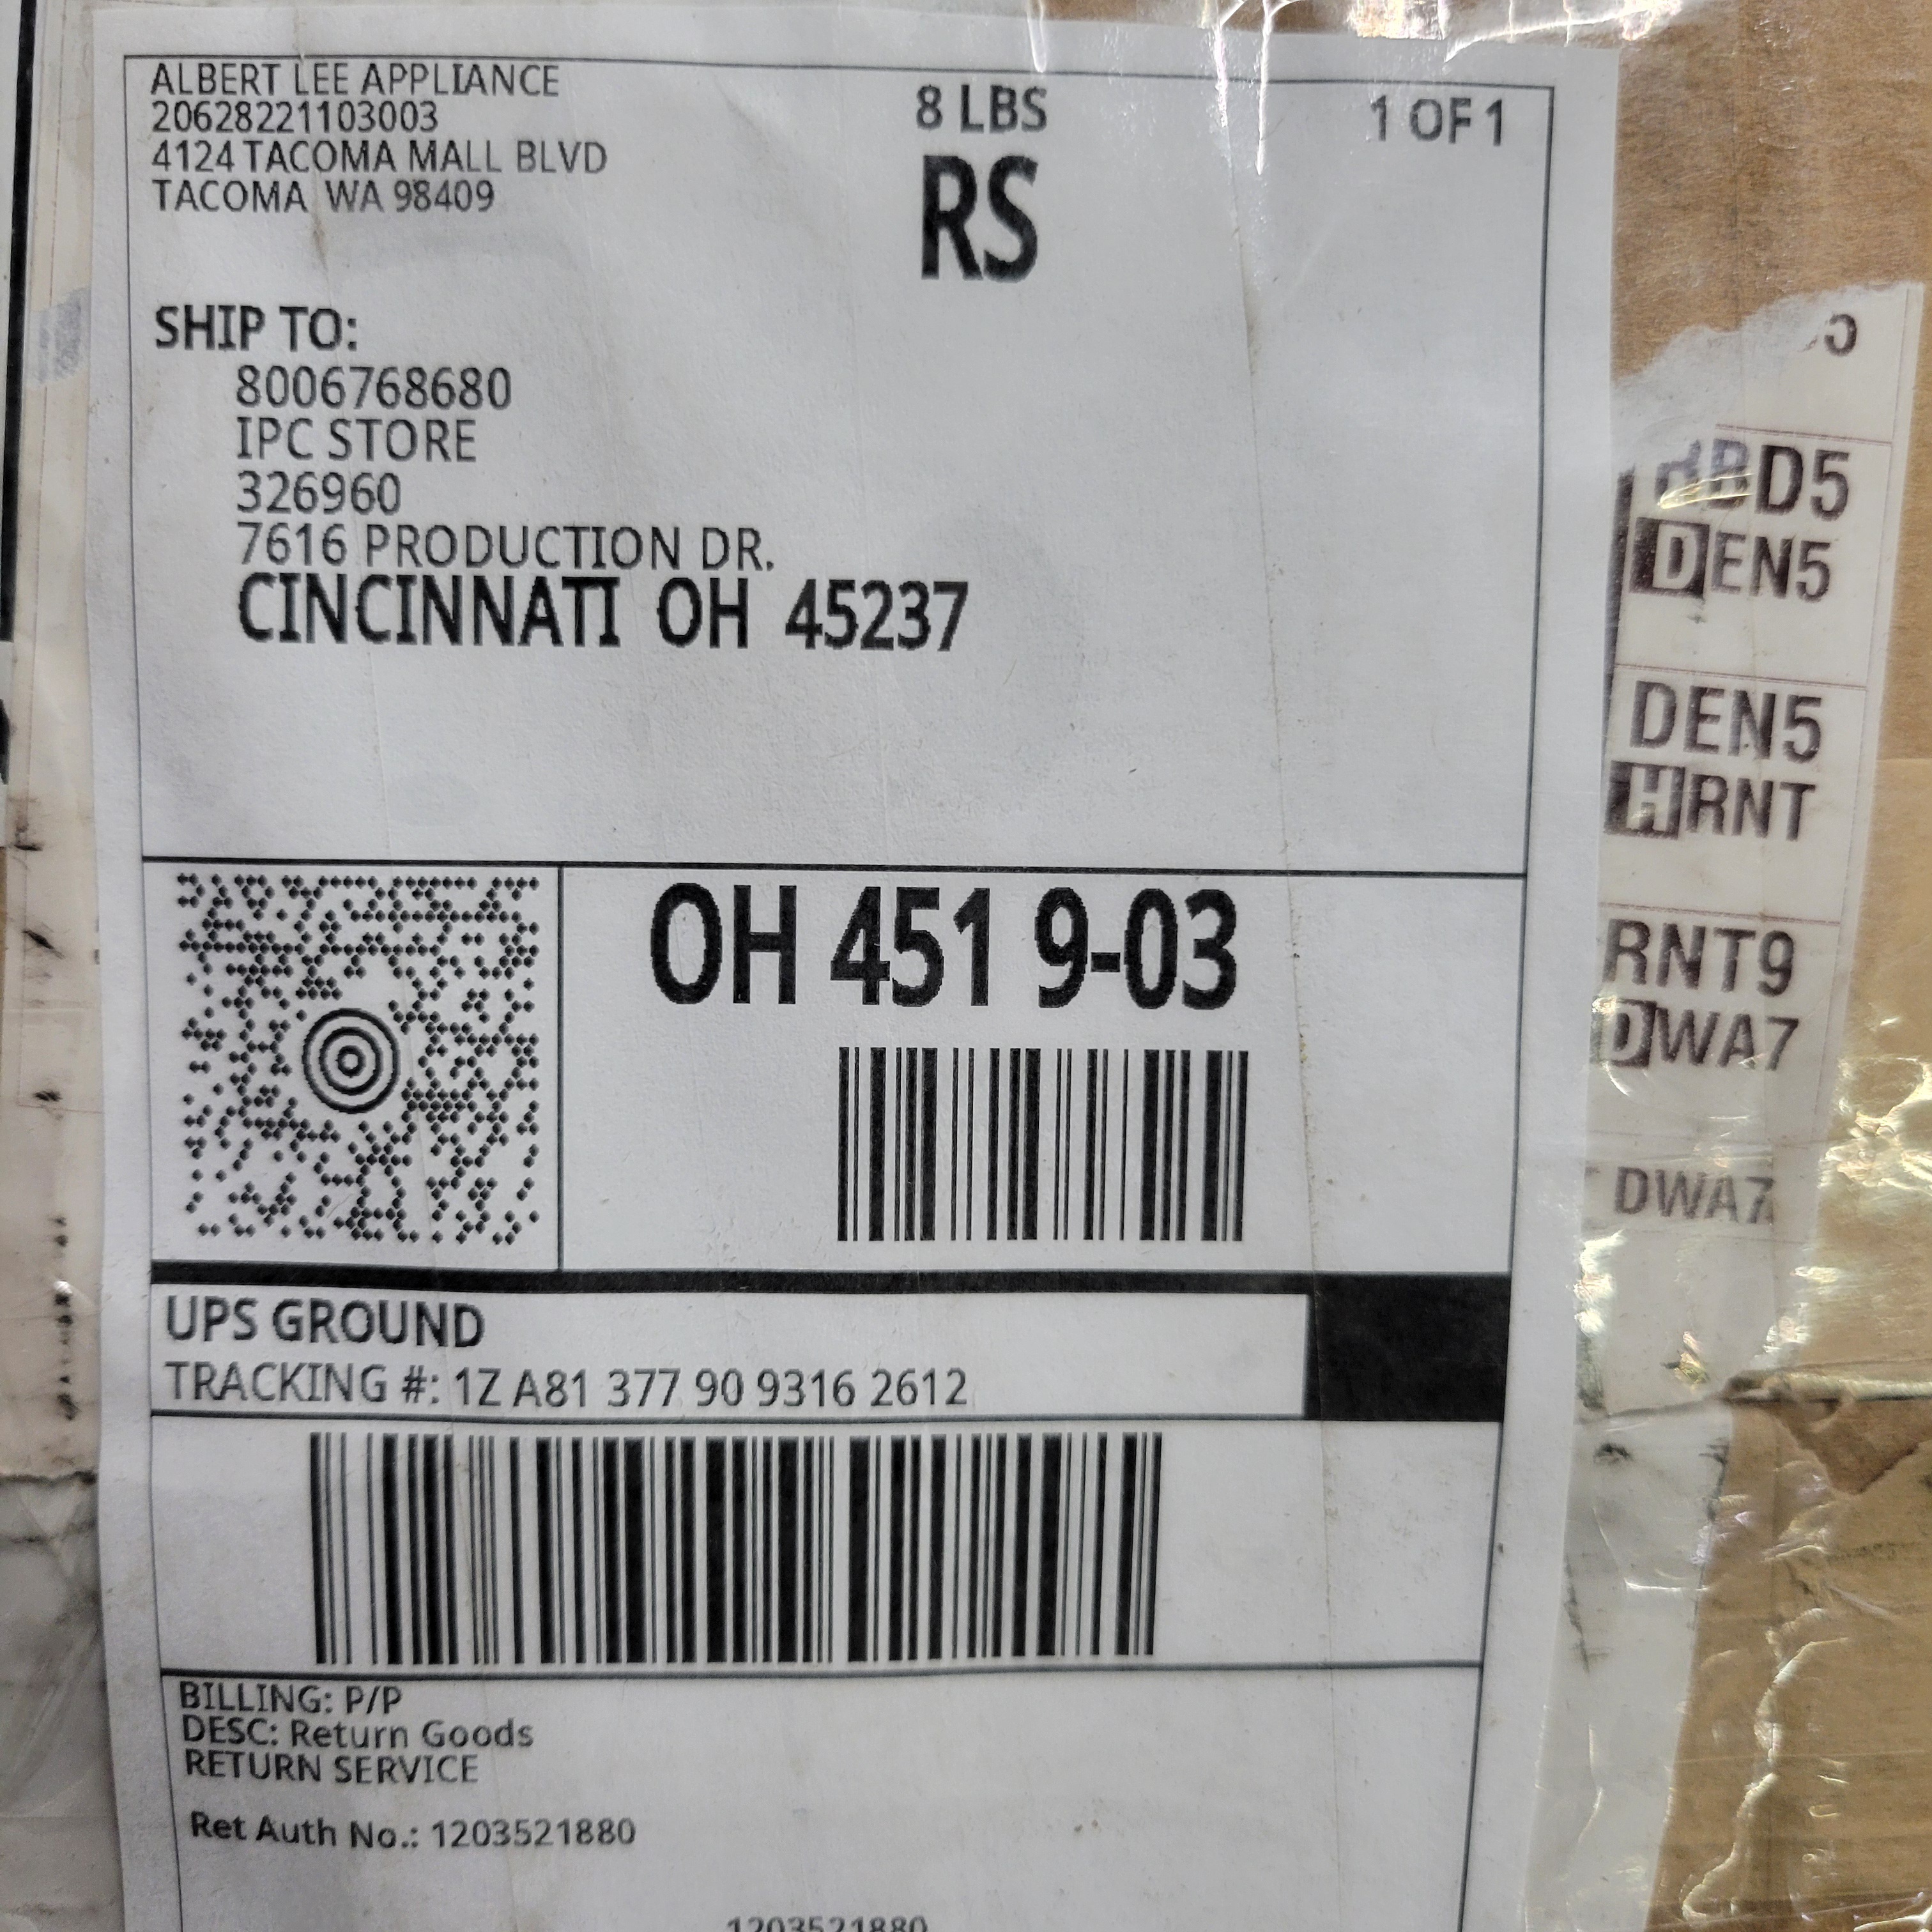 ALBERT LEE APPLIANCE
20628221103003
4124 TACOMA MALL BLVD
TACOMA WA 98409
8 LBS
1 OF 1
RS
SHIP TO:
8006768680
IPC STORE
326960
7616 PRODUCTION DR.
CINCINNATI OH 45237
OH 451 9-03
UPS GROUND
TRACKING #: 1Z A81 377 90 9316 2612
BILLING: P/P
DESC: Return Goods
RETURN SERVICE
Ret Auth No.: 1203521880
1203521880
DEN5
DEN5
HRNT
RNT9
DWA7
DWA7